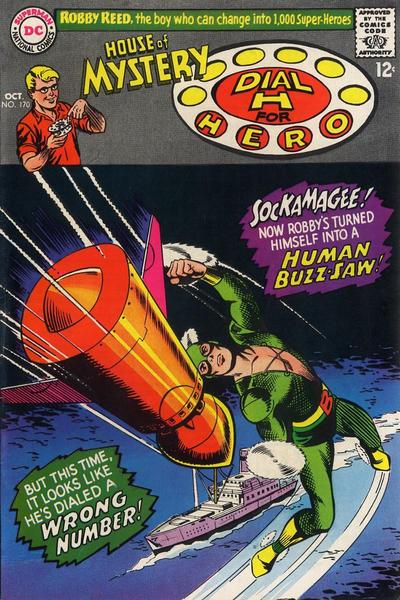 SUPERMAN
DC
NATIONAL COMICS
ROBBY REED, the boy who can change into 1,000 Super-Heroes
APPROVED
BY THE
COMICS
CODE
AUTHORITY
HOUSE of
MYSTERY
12¢
DIAL
H
FOR
HERO
OCT.
NO. 170
SOCKAMAGEE!
NOW ROBBY'S TURNED
HIMSELF INTO A
HUMAN
BUZZ-SAW!
B
BUT THIS TIME,
IT LOOKS LIKE
HE'S DIALED A
WRONG
NUMBER!